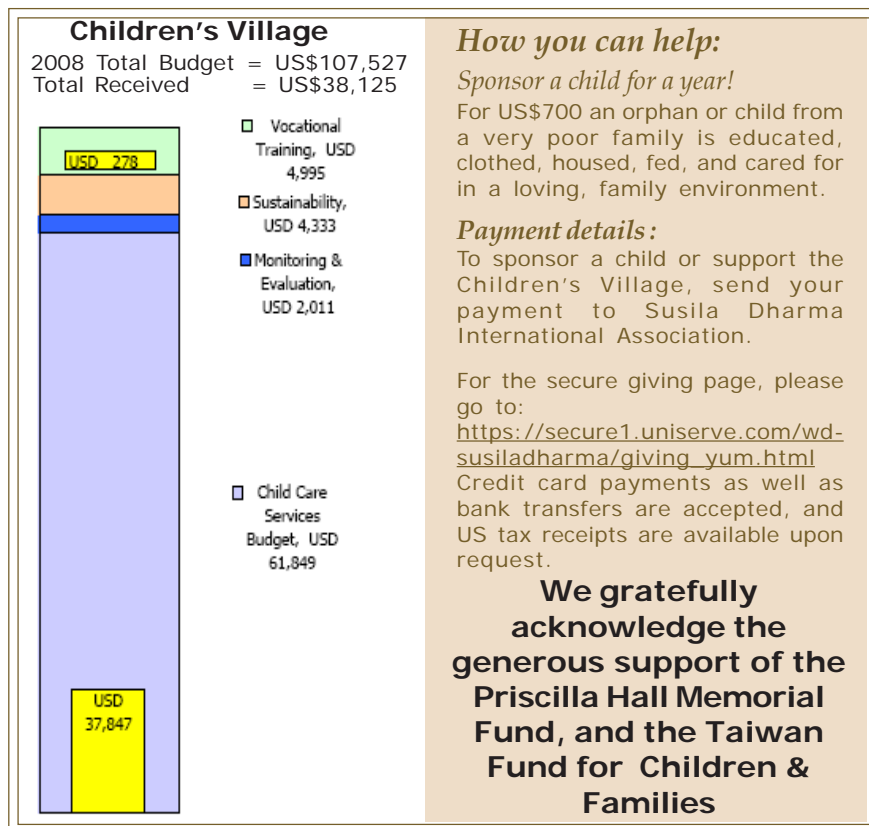 Children's Village
2008 Total Budget = US$107,527
Total Received = US$38,125
USD 278
Vocational
Training, USD
4,995
Sustainability,
USD 4,333
Monitoring &
Evaluation,
USD 2,011
Child Care
Services
Budget, USD
61,849
USD
37,847
How you can help:
Sponsor a child for a year!
For US$700 an orphan or child from
a very poor family is educated,
clothed, housed, fed, and cared for
in a loving, family environment.
Payment details :
To sponsor a child or support the
Children's Village, send your
payment to Susila Dharma
International Association.
For the secure giving page, please
go to:
https://secure1.uniserve.com/wd-
susiladharma/giving_yum.html
Credit card payments as well as
bank transfers are accepted, and
US tax receipts are available upon
request.
We gratefully
acknowledge the
generous support of the
Priscilla Hall Memorial
Fund, and the Taiwan
Fund for Children &
Families